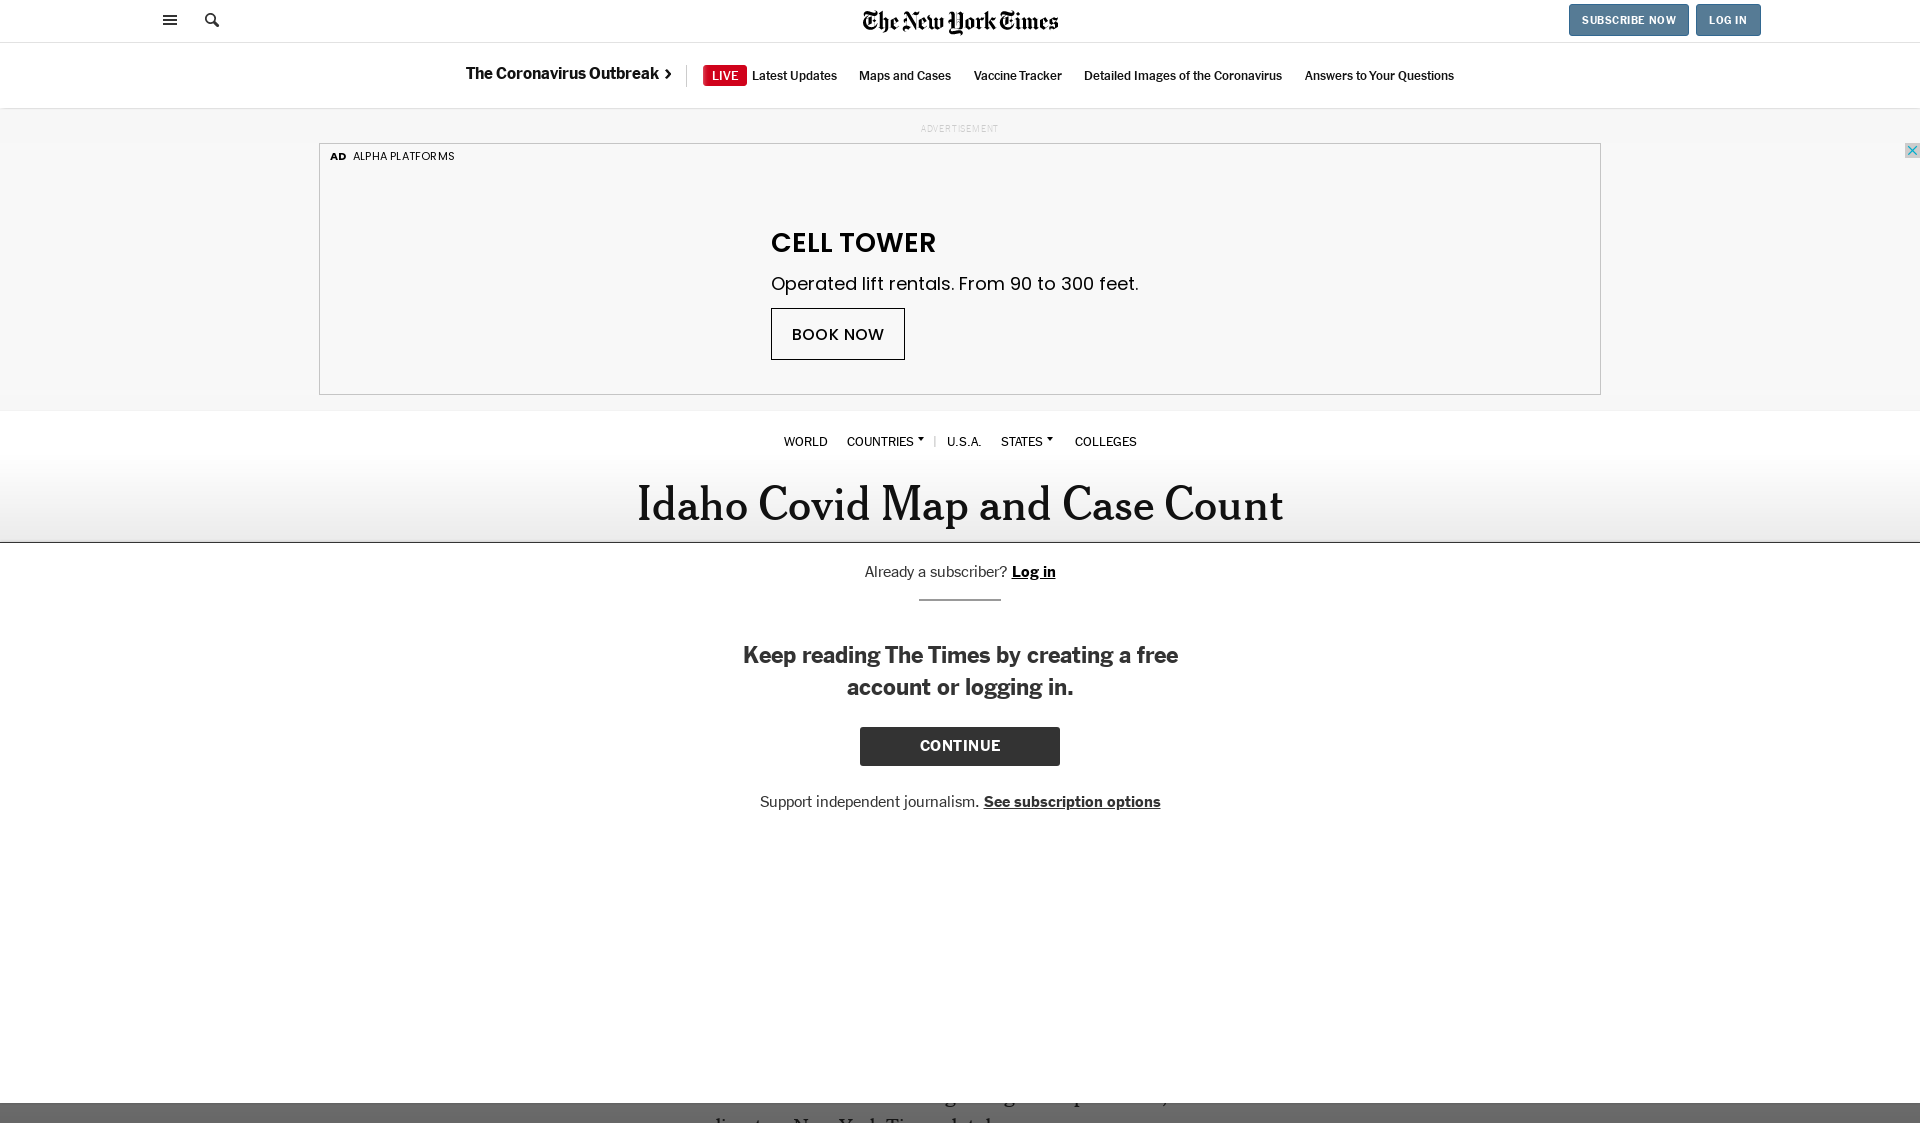 The New York Times
SUBSCRIBE NOW
LOG IN
The Coronavirus Outbreak
LIVE Latest Updates
Maps and Cases
Vaccine Tracker
Detailed Images of the Coronavirus
Answers to Your Questions
ADVERTISEMENT
AD ALPHA PLATFORMS
CELL TOWER
Operated lift rentals. From 90 to 300 feet.
BOOK NOW
WORLD COUNTRIES | U.S.A. STATES COLLEGES
Idaho Covid Map and Case Count
Already a subscriber? Log in
Keep reading The Times by creating a free
account or logging in.
CONTINUE
Support independent journalism. See subscription options